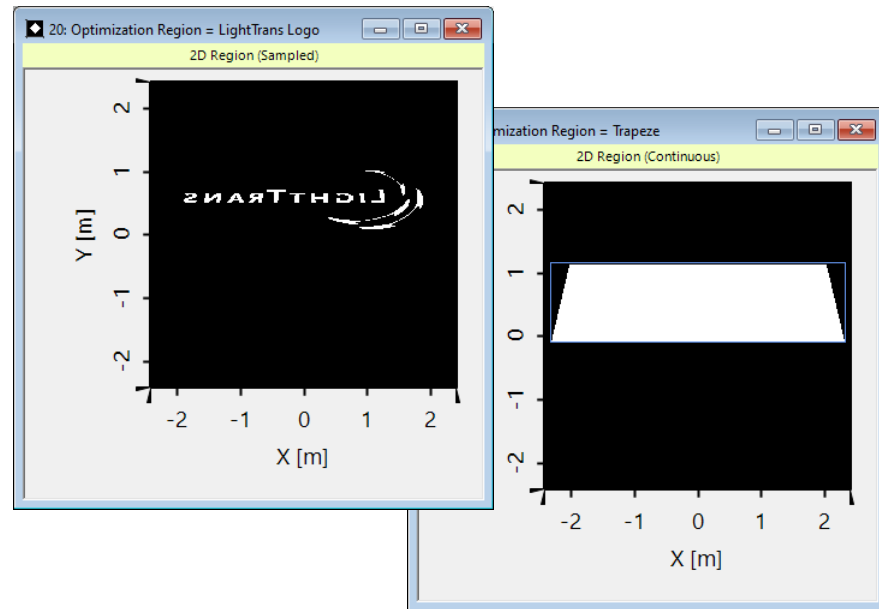 20: Optimization Region = LightTrans Logo
2D Region (Sampled)
2
1
0
-1
-2
Y [m]
LIGHTTRANS
-2 -1 0 1 2
X [m]
mization Region = Trapeze
2D Region (Continuous)
2
1
0
-1
-2
-2 -1 0 1 2
X [m]